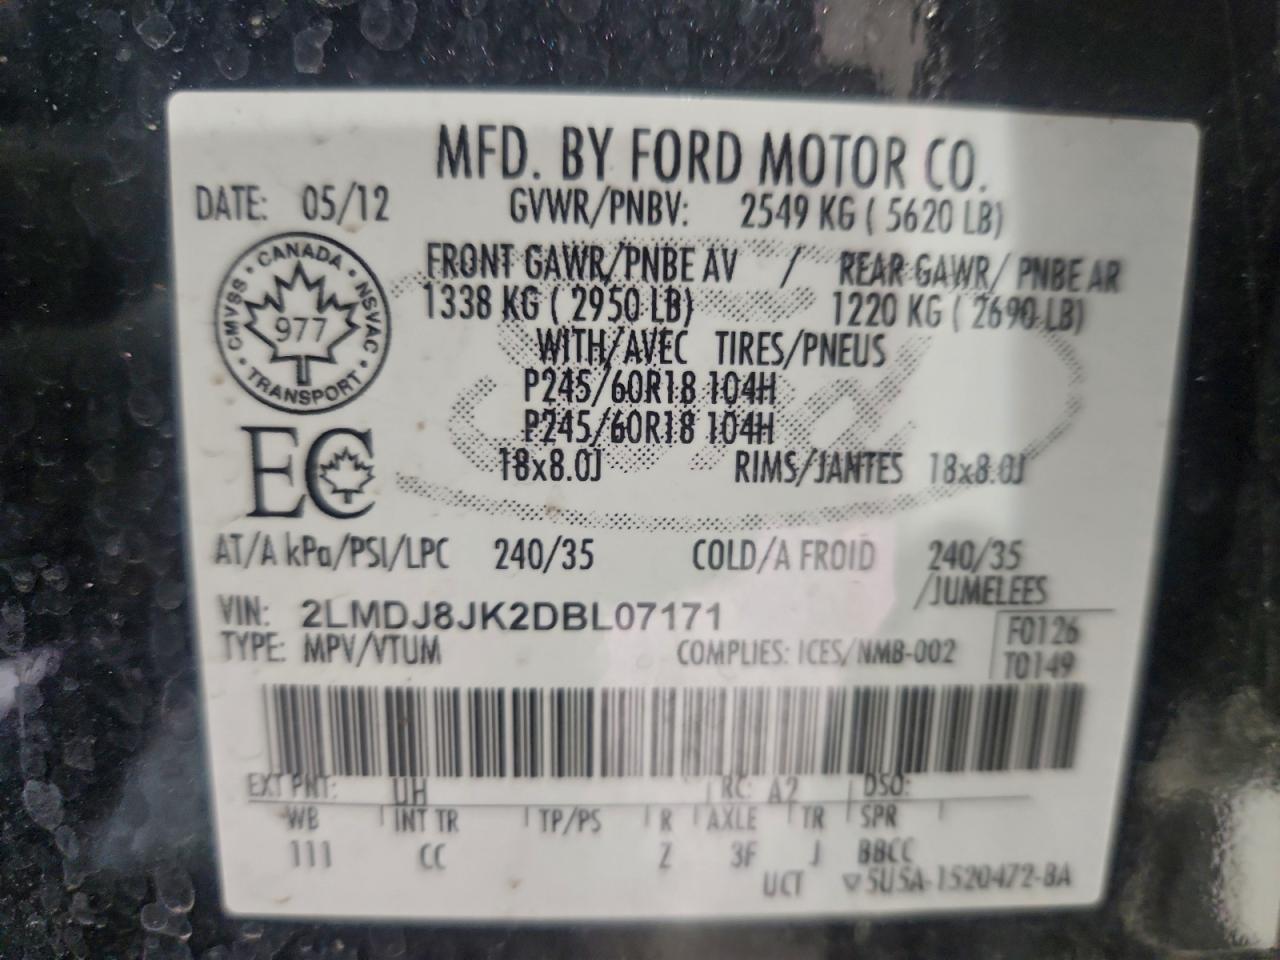 MFD. BY FORD MOTOR CO.
DATE: 05/12 GVWR/PNBV: 2549 KG ( 5620 LB)
FRONT GAWR/PNBE AV / REAR GAWR/ PNBE AR
1338 KG ( 2950 LB) 1220 KG ( 2690 LB)
WITH/AVEC TIRES/PNEUS
P245/60R18 104H
P245/60R18 104H
18x8.0J RIMS/JANTES 18x8.0J
CANADA • NSVAC • TRANSPORT • CMVSS •
977
EC
AT/A kPa/PSI/LPC 240/35 COLD/A FROID 240/35
/JUMELEES
VIN: 2LMDJ8JK2DBL07171
F0126
TYPE: MPV/VTUM COMPLIES: ICES/NMB-002
T0149
EXT PNT: UH RC: A2 DSO:
WB INT TR TP/PS R AXLE TR SPR
111 CC Z 3F J BBCC
UCT ▽5U5A-1520472-BA